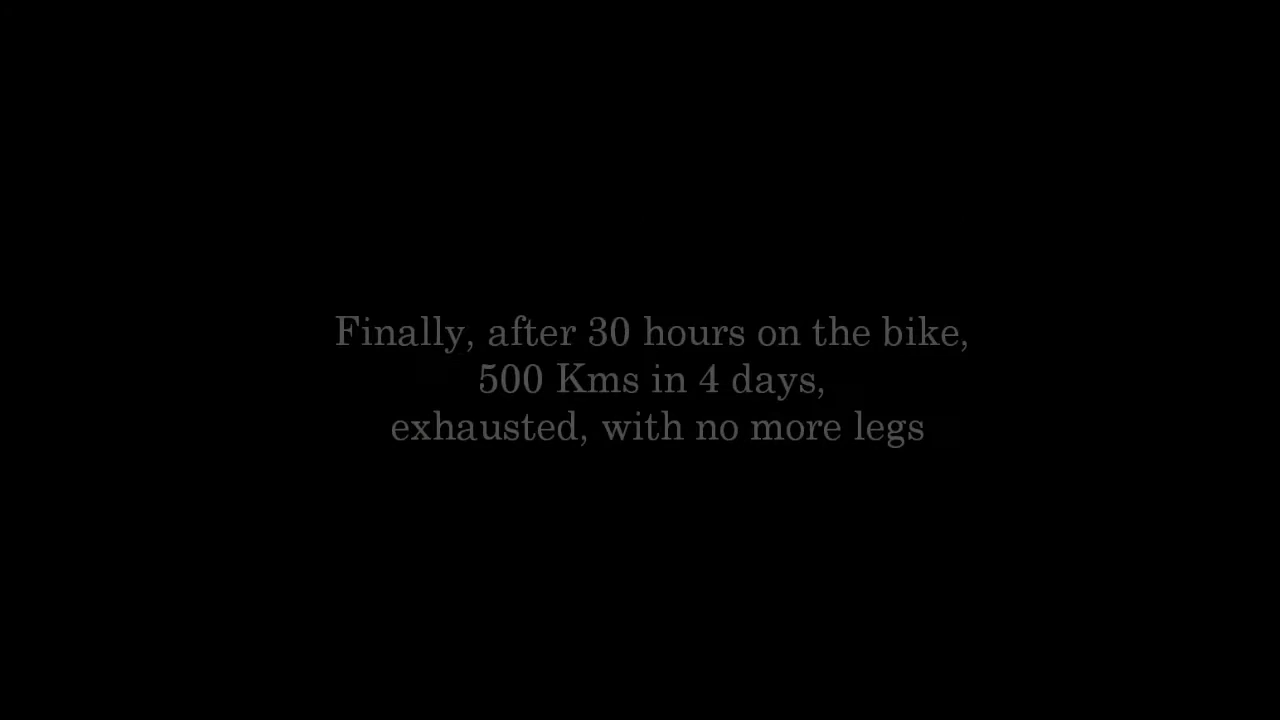 Finally, after 30 hours on the bike,
500 Kms in 4 days,
exhausted, with no more legs